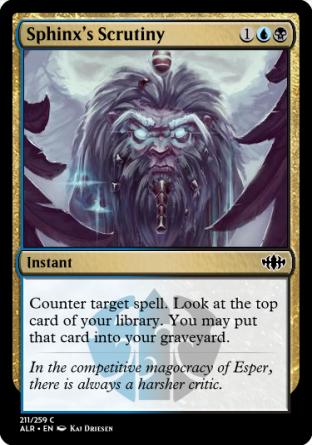 Sphinx's Scrutiny 1
Instant
Counter target spell. Look at the top
card of your library. You may put
that card into your graveyard.
In the competitive magocracy of Esper,
there is always a harsher critic.
211/259 C
ALR • EN Kaj Driesen